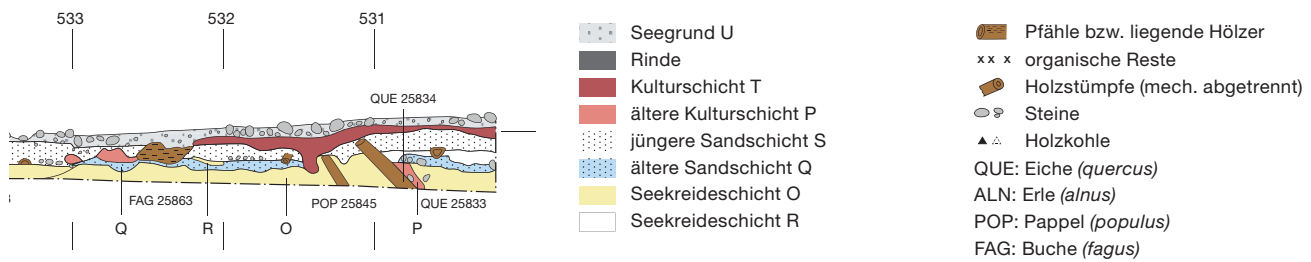 533
532
531
QUE 25834
FAG 25863
POP 25845
QUE 25833
Q
R
O
P
Seegrund U
Rinde
Kulturschicht T
ältere Kulturschicht P
jüngere Sandschicht S
ältere Sandschicht Q
Seekreideschicht O
Seekreideschicht R
Pfähle bzw. liegende Hölzer
xx x organische Reste
Holzstümpfe (mech. abgetrennt)
Steine
Holzkohle
QUE: Eiche (quercus)
ALN: Erle (alnus)
POP: Pappel (populus)
FAG: Buche (fagus)